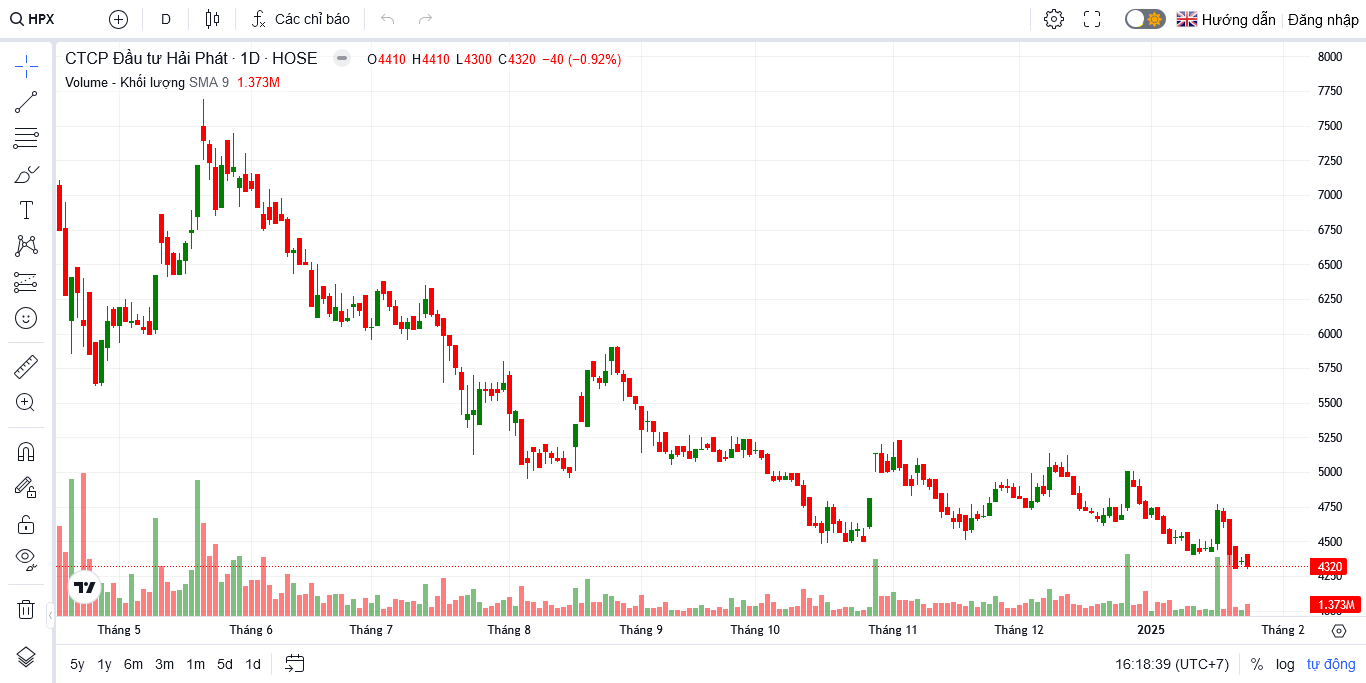 HPX D Các chỉ báo Hướng dẫn Đăng nhập
CTCP Đầu tư Hải Phát · 1D · HOSE O4410 H4410 L4300 C4320 −40 (−0.92%)
Volume - Khối lượng SMA 9 1.373M
8000
7750
7500
7250
7000
6750
6500
6250
6000
5750
5500
5250
5000
4750
4500
4320
4250
1.373M
Tháng 5 Tháng 6 Tháng 7 Tháng 8 Tháng 9 Tháng 10 Tháng 11 Tháng 12 2025 Tháng 2
5y 1y 6m 3m 1m 5d 1d 16:18:39 (UTC+7) % log tự động